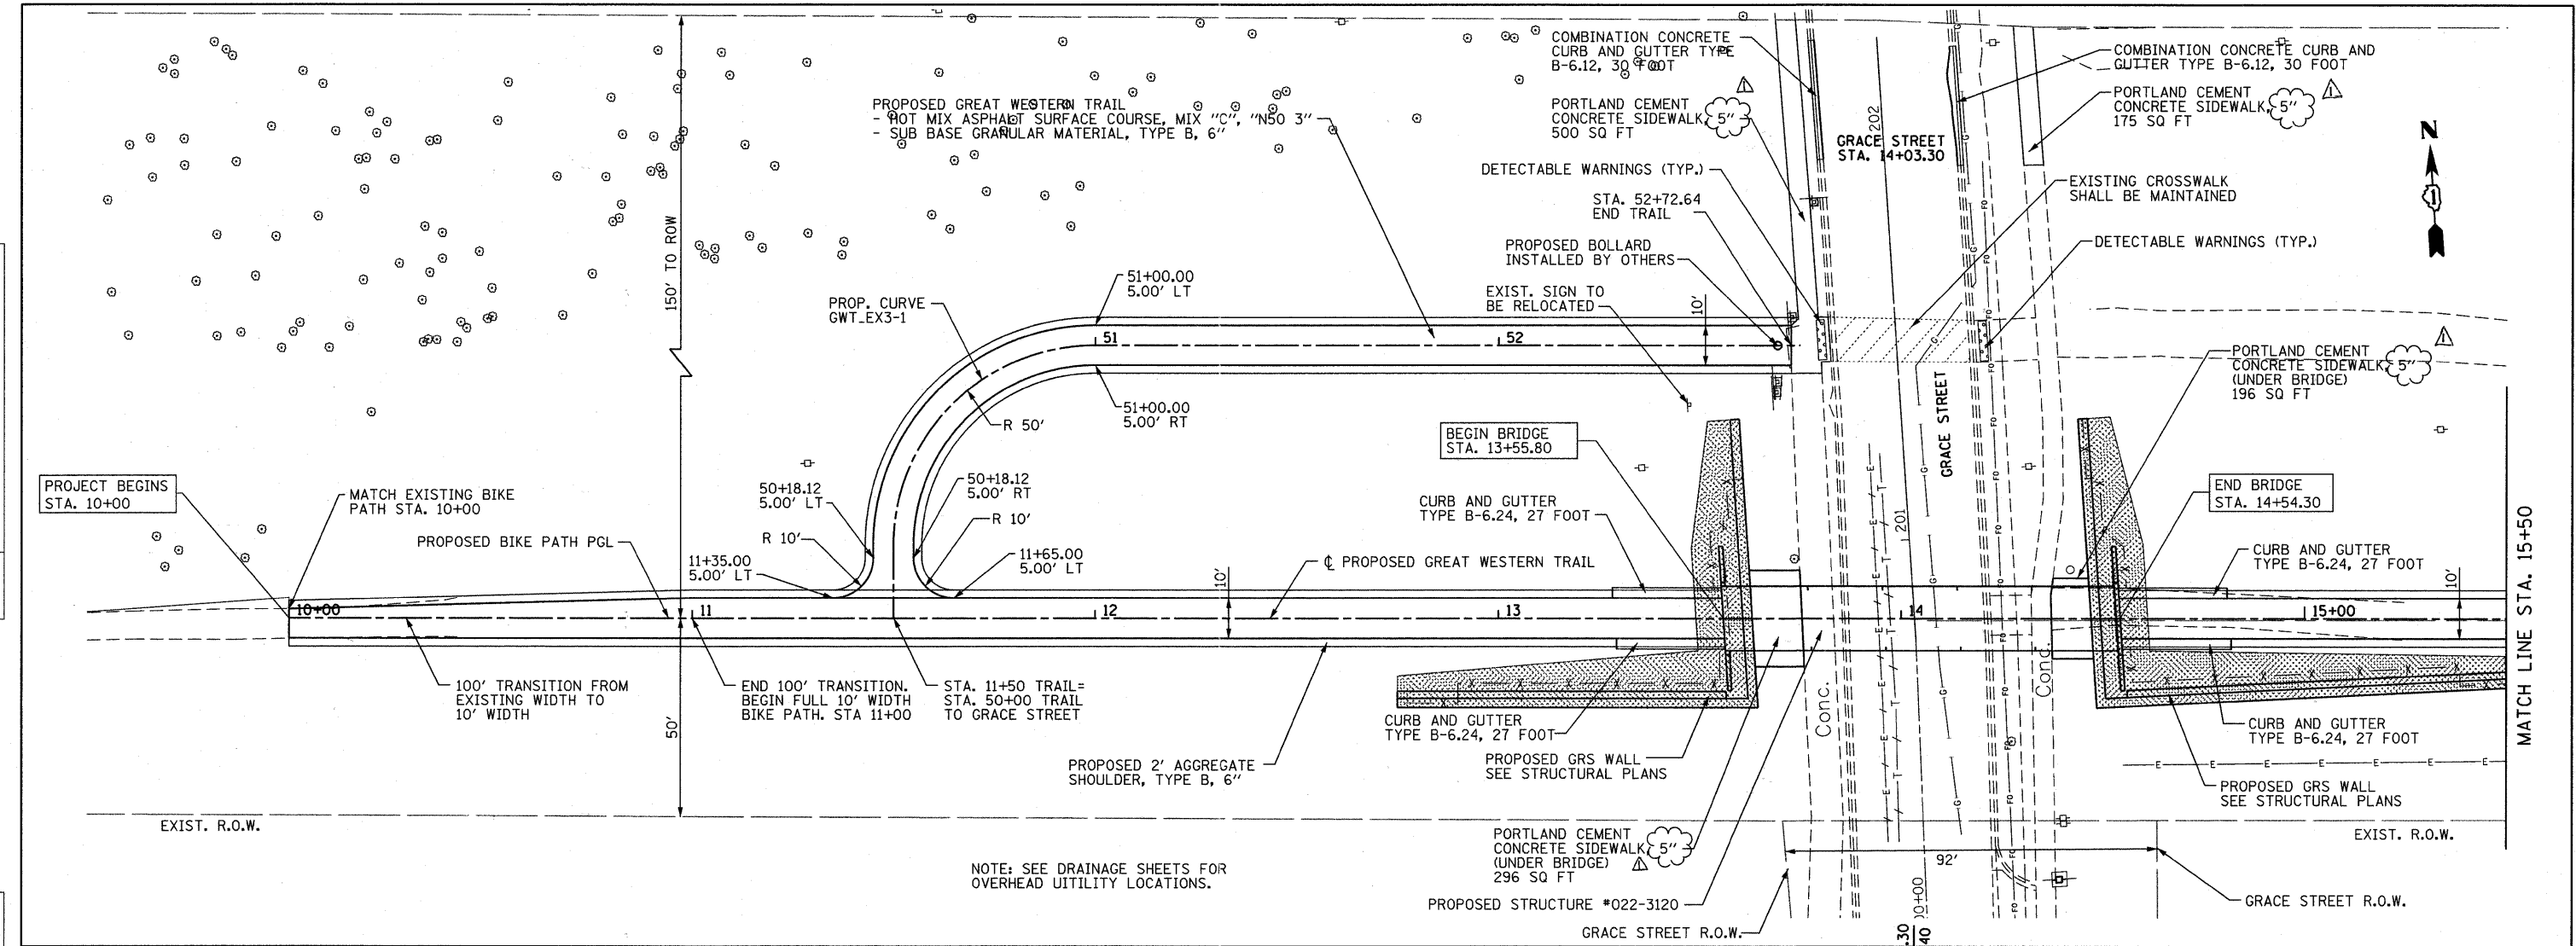 COMBINATION CONCRETE
CURB AND GUTTER TYPE
B-6.12, 30 FOOT
COMBINATION CONCRETE CURB AND
GUTTER TYPE B-6.12, 30 FOOT
PROPOSED GREAT WESTERN TRAIL
- HOT MIX ASPHALT SURFACE COURSE, MIX "C", "N50 3"
- SUB BASE GRANULAR MATERIAL, TYPE B, 6"
PORTLAND CEMENT
CONCRETE SIDEWALK, 5"
500 SQ FT
1
PORTLAND CEMENT
CONCRETE SIDEWALK, 5"
175 SQ FT
1
202
GRACE STREET
STA. 14+03.30
N
1
DETECTABLE WARNINGS (TYP.)
EXISTING CROSSWALK
SHALL BE MAINTAINED
STA. 52+72.64
END TRAIL
DETECTABLE WARNINGS (TYP.)
PROPOSED BOLLARD
INSTALLED BY OTHERS
EXIST. SIGN TO
BE RELOCATED
150' TO ROW
51+00.00
5.00' LT
PROP. CURVE
GWT_EX3-1
51
52
10'
51+00.00
5.00' RT
R 50'
PORTLAND CEMENT
CONCRETE SIDEWALK, 5"
(UNDER BRIDGE)
196 SQ FT
1
GRACE STREET
BEGIN BRIDGE
STA. 13+55.80
PROJECT BEGINS
STA. 10+00
MATCH EXISTING BIKE
PATH STA. 10+00
50+18.12
5.00' LT
50+18.12
5.00' RT
R 10'
R 10'
END BRIDGE
STA. 14+54.30
CURB AND GUTTER
TYPE B-6.24, 27 FOOT
PROPOSED BIKE PATH PGL
11+35.00
5.00' LT
11+65.00
5.00' LT
10'
℄ PROPOSED GREAT WESTERN TRAIL
201
CURB AND GUTTER
TYPE B-6.24, 27 FOOT
10'
MATCH LINE STA. 15+50
10+00
11
12
13
14
15+00
100' TRANSITION FROM
EXISTING WIDTH TO
10' WIDTH
END 100' TRANSITION.
BEGIN FULL 10' WIDTH
BIKE PATH. STA 11+00
STA. 11+50 TRAIL=
STA. 50+00 TRAIL
TO GRACE STREET
50'
Conc.
Conc.
CURB AND GUTTER
TYPE B-6.24, 27 FOOT
CURB AND GUTTER
TYPE B-6.24, 27 FOOT
PROPOSED 2' AGGREGATE
SHOULDER, TYPE B, 6"
PROPOSED GRS WALL
SEE STRUCTURAL PLANS
PROPOSED GRS WALL
SEE STRUCTURAL PLANS
EXIST. R.O.W.
EXIST. R.O.W.
PORTLAND CEMENT
CONCRETE SIDEWALK, 5"
(UNDER BRIDGE)
296 SQ FT
1
92'
NOTE: SEE DRAINAGE SHEETS FOR
OVERHEAD UITILITY LOCATIONS.
PROPOSED STRUCTURE #022-3120
GRACE STREET R.O.W.
GRACE STREET R.O.W.